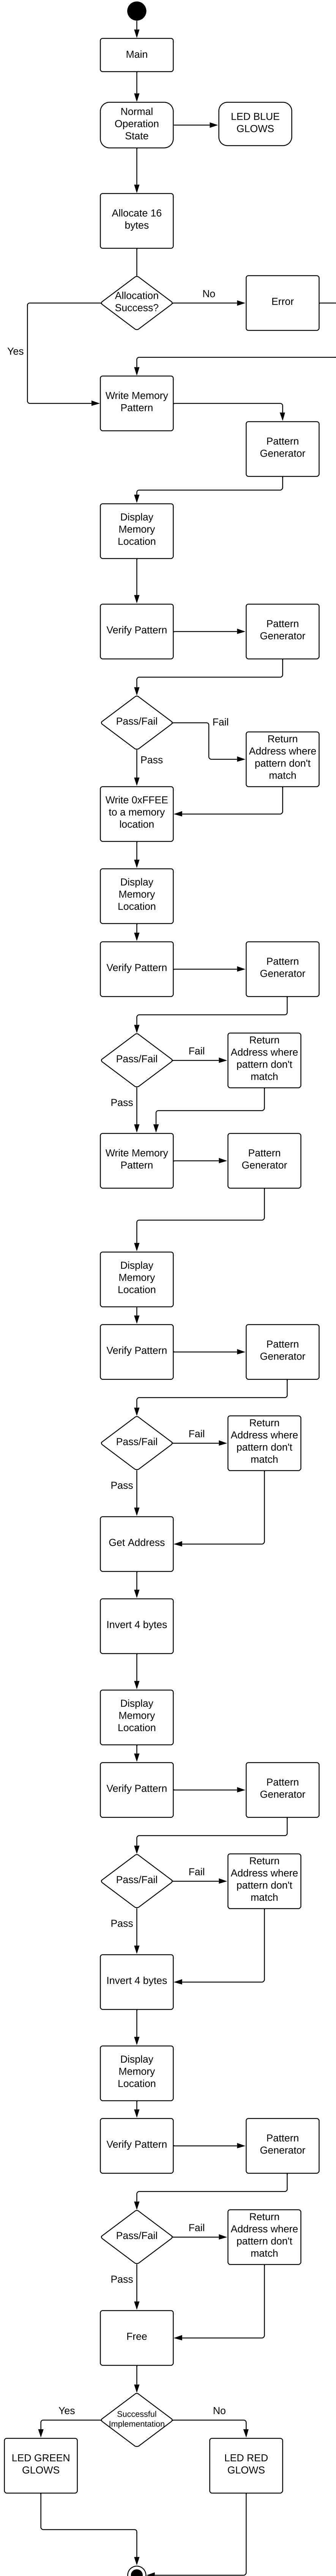 Main
Normal
Operation
State
LED BLUE
GLOWS
Allocate 16
bytes
Allocation
Success?
No
Error
Yes
Write Memory
Pattern
Pattern
Generator
Display
Memory
Location
Verify Pattern
Pattern
Generator
Pass/Fail
Fail
Return
Address where
pattern don't
match
Pass
Write 0xFFEE
to a memory
location
Display
Memory
Location
Verify Pattern
Pattern
Generator
Pass/Fail
Fail
Return
Address where
pattern don't
match
Pass
Write Memory
Pattern
Pattern
Generator
Display
Memory
Location
Verify Pattern
Pattern
Generator
Pass/Fail
Fail
Return
Address where
pattern don't
match
Pass
Get Address
Invert 4 bytes
Display
Memory
Location
Verify Pattern
Pattern
Generator
Pass/Fail
Fail
Return
Address where
pattern don't
match
Pass
Invert 4 bytes
Display
Memory
Location
Verify Pattern
Pattern
Generator
Pass/Fail
Fail
Return
Address where
pattern don't
match
Pass
Free
Successful
Implementation
Yes
No
LED GREEN
GLOWS
LED RED
GLOWS